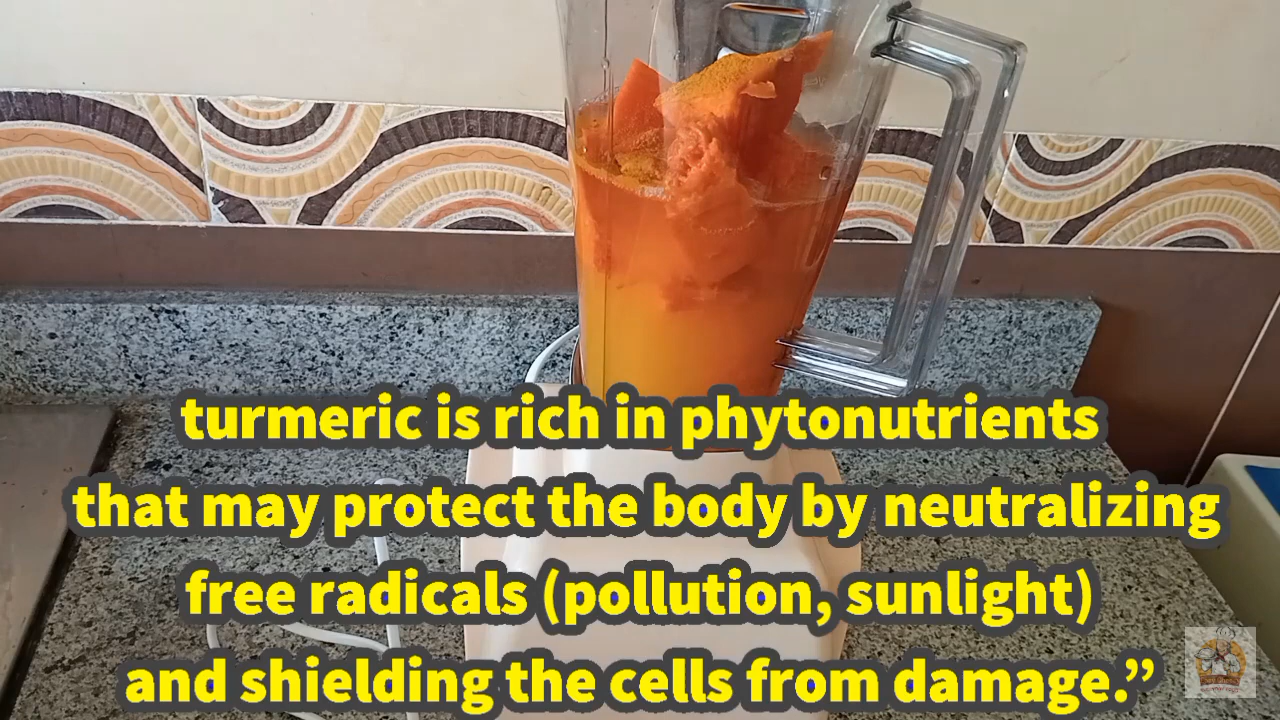 turmeric is rich in phytonutrients
that may protect the body by neutralizing
free radicals (pollution, sunlight)
and shielding the cells from damage.”